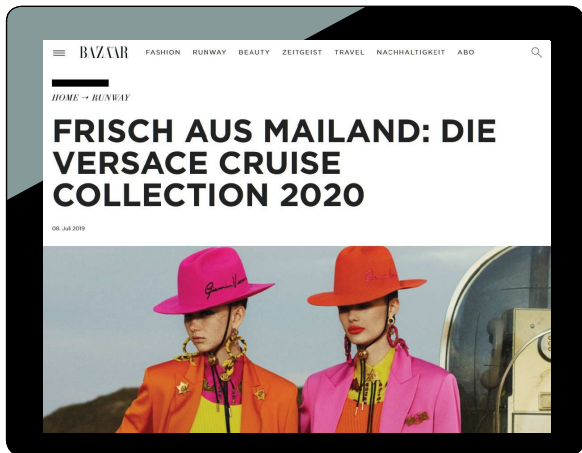 BAZAAR FASHION RUNWAY BEAUTY ZEITGEIST TRAVEL NACHHALTIGKEIT ABO
HOME → RUNWAY
FRISCH AUS MAILAND: DIE
VERSACE CRUISE
COLLECTION 2020
08. Juli 2019